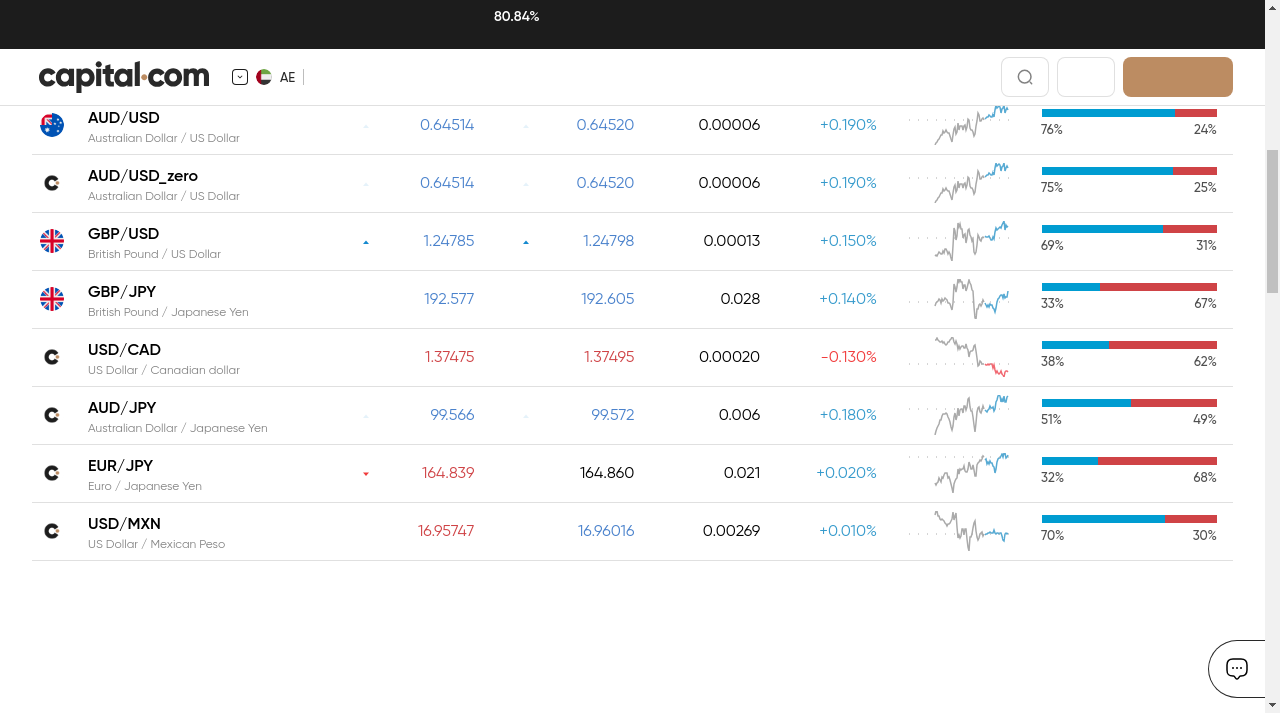 80.84%
capital.com
AE
AUD/USD
Australian Dollar / US Dollar
0.64514
0.64520
0.00006
+0.190%
76%
24%
AUD/USD_zero
Australian Dollar / US Dollar
0.64514
0.64520
0.00006
+0.190%
75%
25%
GBP/USD
British Pound / US Dollar
1.24785
1.24798
0.00013
+0.150%
69%
31%
GBP/JPY
British Pound / Japanese Yen
192.577
192.605
0.028
+0.140%
33%
67%
USD/CAD
US Dollar / Canadian dollar
1.37475
1.37495
0.00020
-0.130%
38%
62%
AUD/JPY
Australian Dollar / Japanese Yen
99.566
99.572
0.006
+0.180%
51%
49%
EUR/JPY
Euro / Japanese Yen
164.839
164.860
0.021
+0.020%
32%
68%
USD/MXN
US Dollar / Mexican Peso
16.95747
16.96016
0.00269
+0.010%
70%
30%